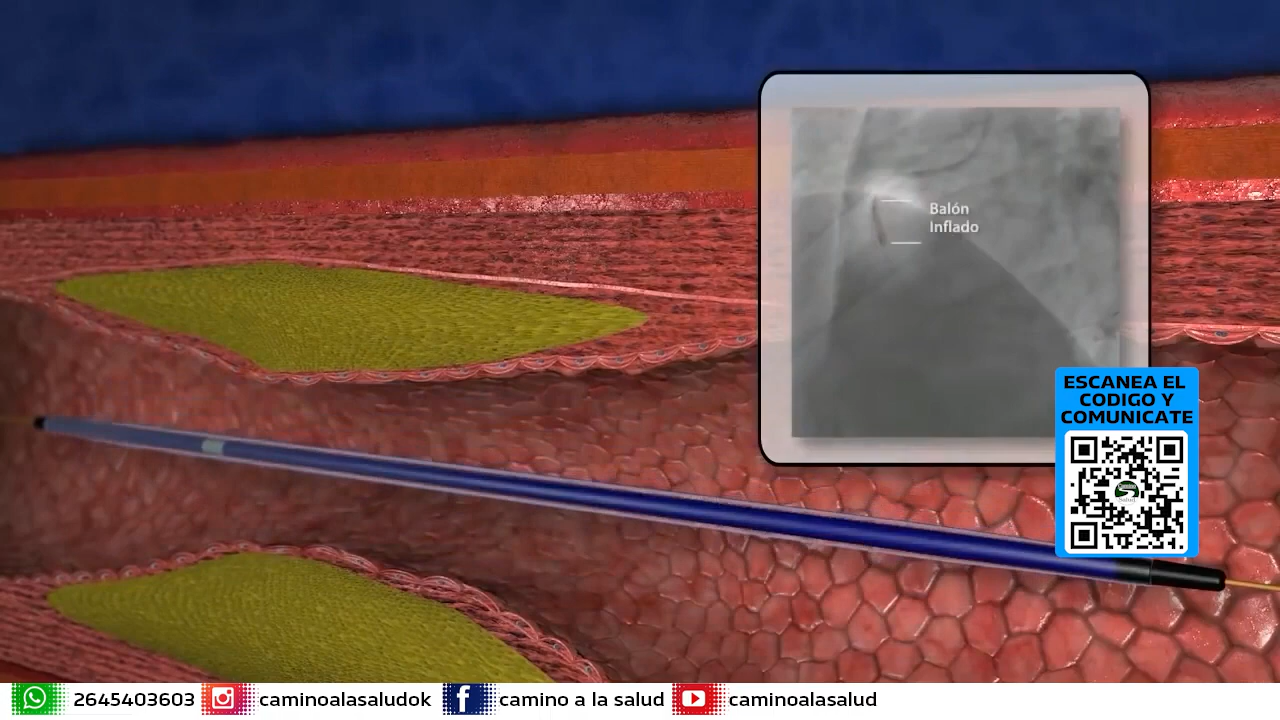 Balón
Inflado
ESCANEA EL
CODIGO Y
COMUNICATE
2645403603 caminoalasaludok camino a la salud caminoalasalud